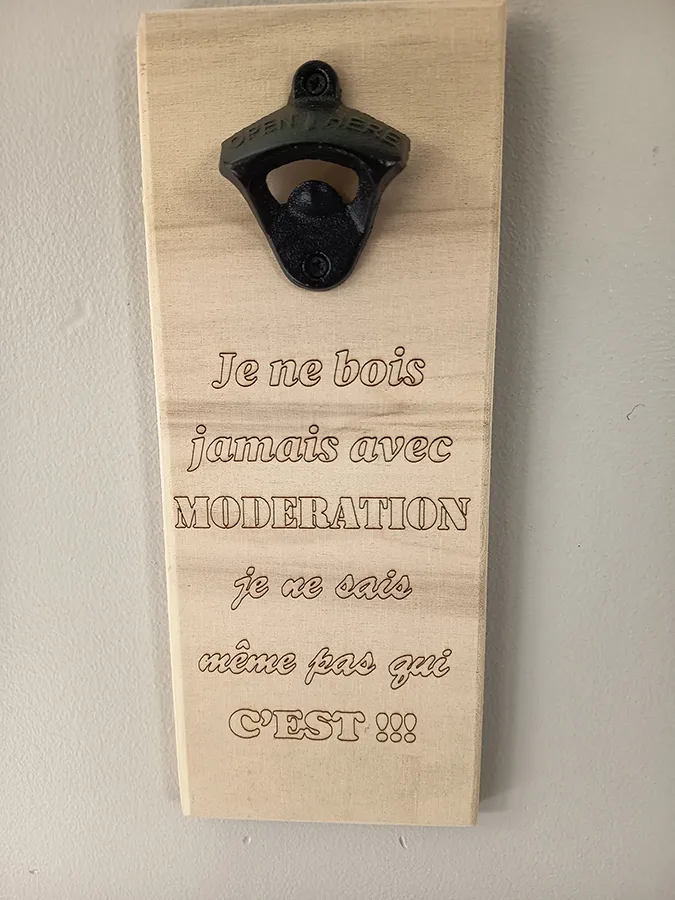 OPEN HERE
Je ne bois
jamais avec
MODERATION
je ne sais
même pas qui
C'EST !!!